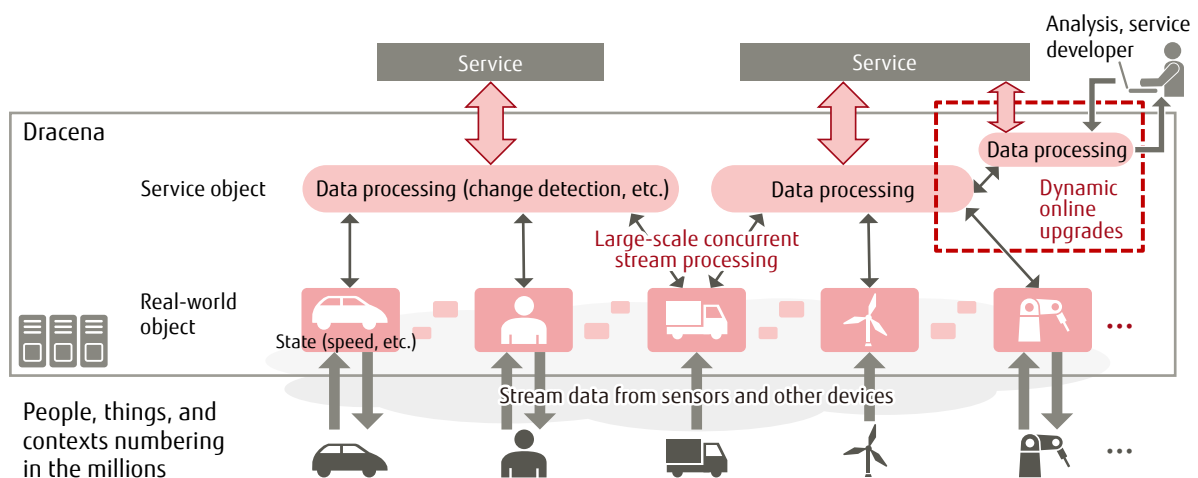 Analysis, service
developer
Service
Service
Dracena
Data processing
Service object
Data processing (change detection, etc.)
Data processing
Dynamic
online
upgrades
Large-scale concurrent
stream processing
Real-world
object
State (speed, etc.)
...
Stream data from sensors and other devices
People, things, and
contexts numbering
in the millions
...